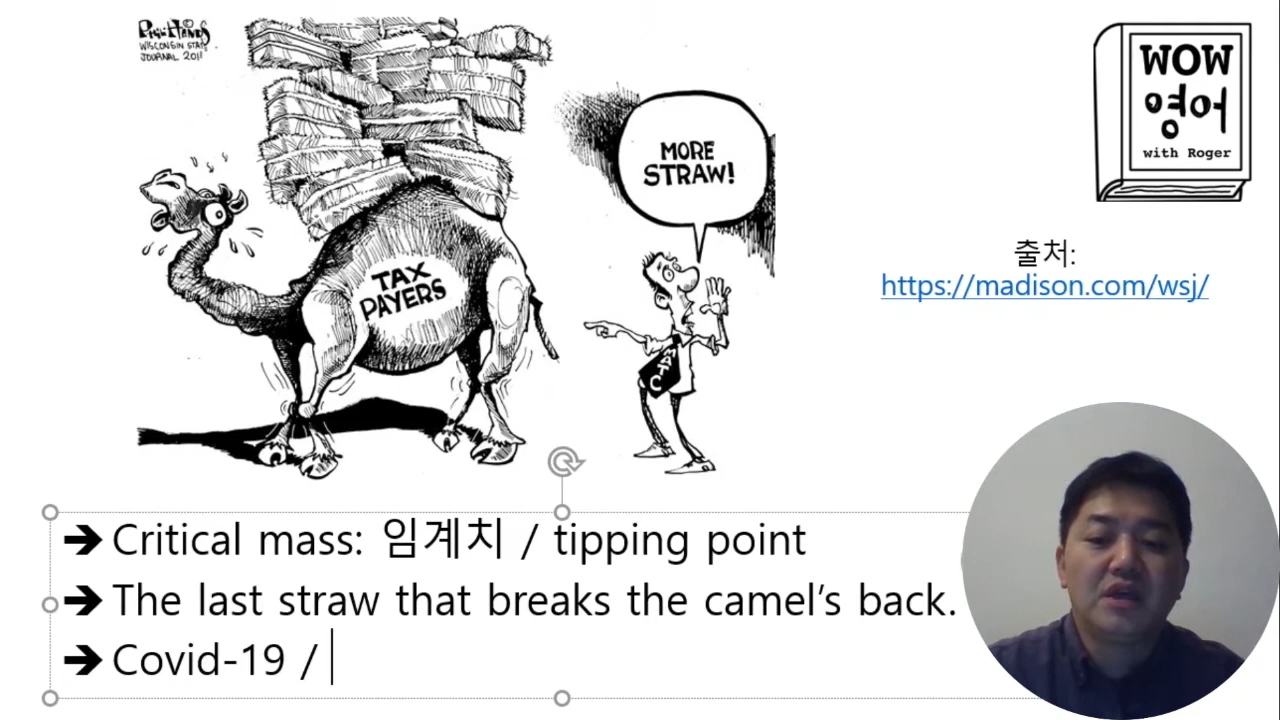 WISCONSIN STATE
JOURNAL 2011
TAX
PAYERS
MORE
STRAW!
WOW
영어
with Roger
출처:
https://madison.com/wsj/
➔ Critical mass: 임계치 / tipping point
➔ The last straw that breaks the camel's back.
➔ Covid-19 /